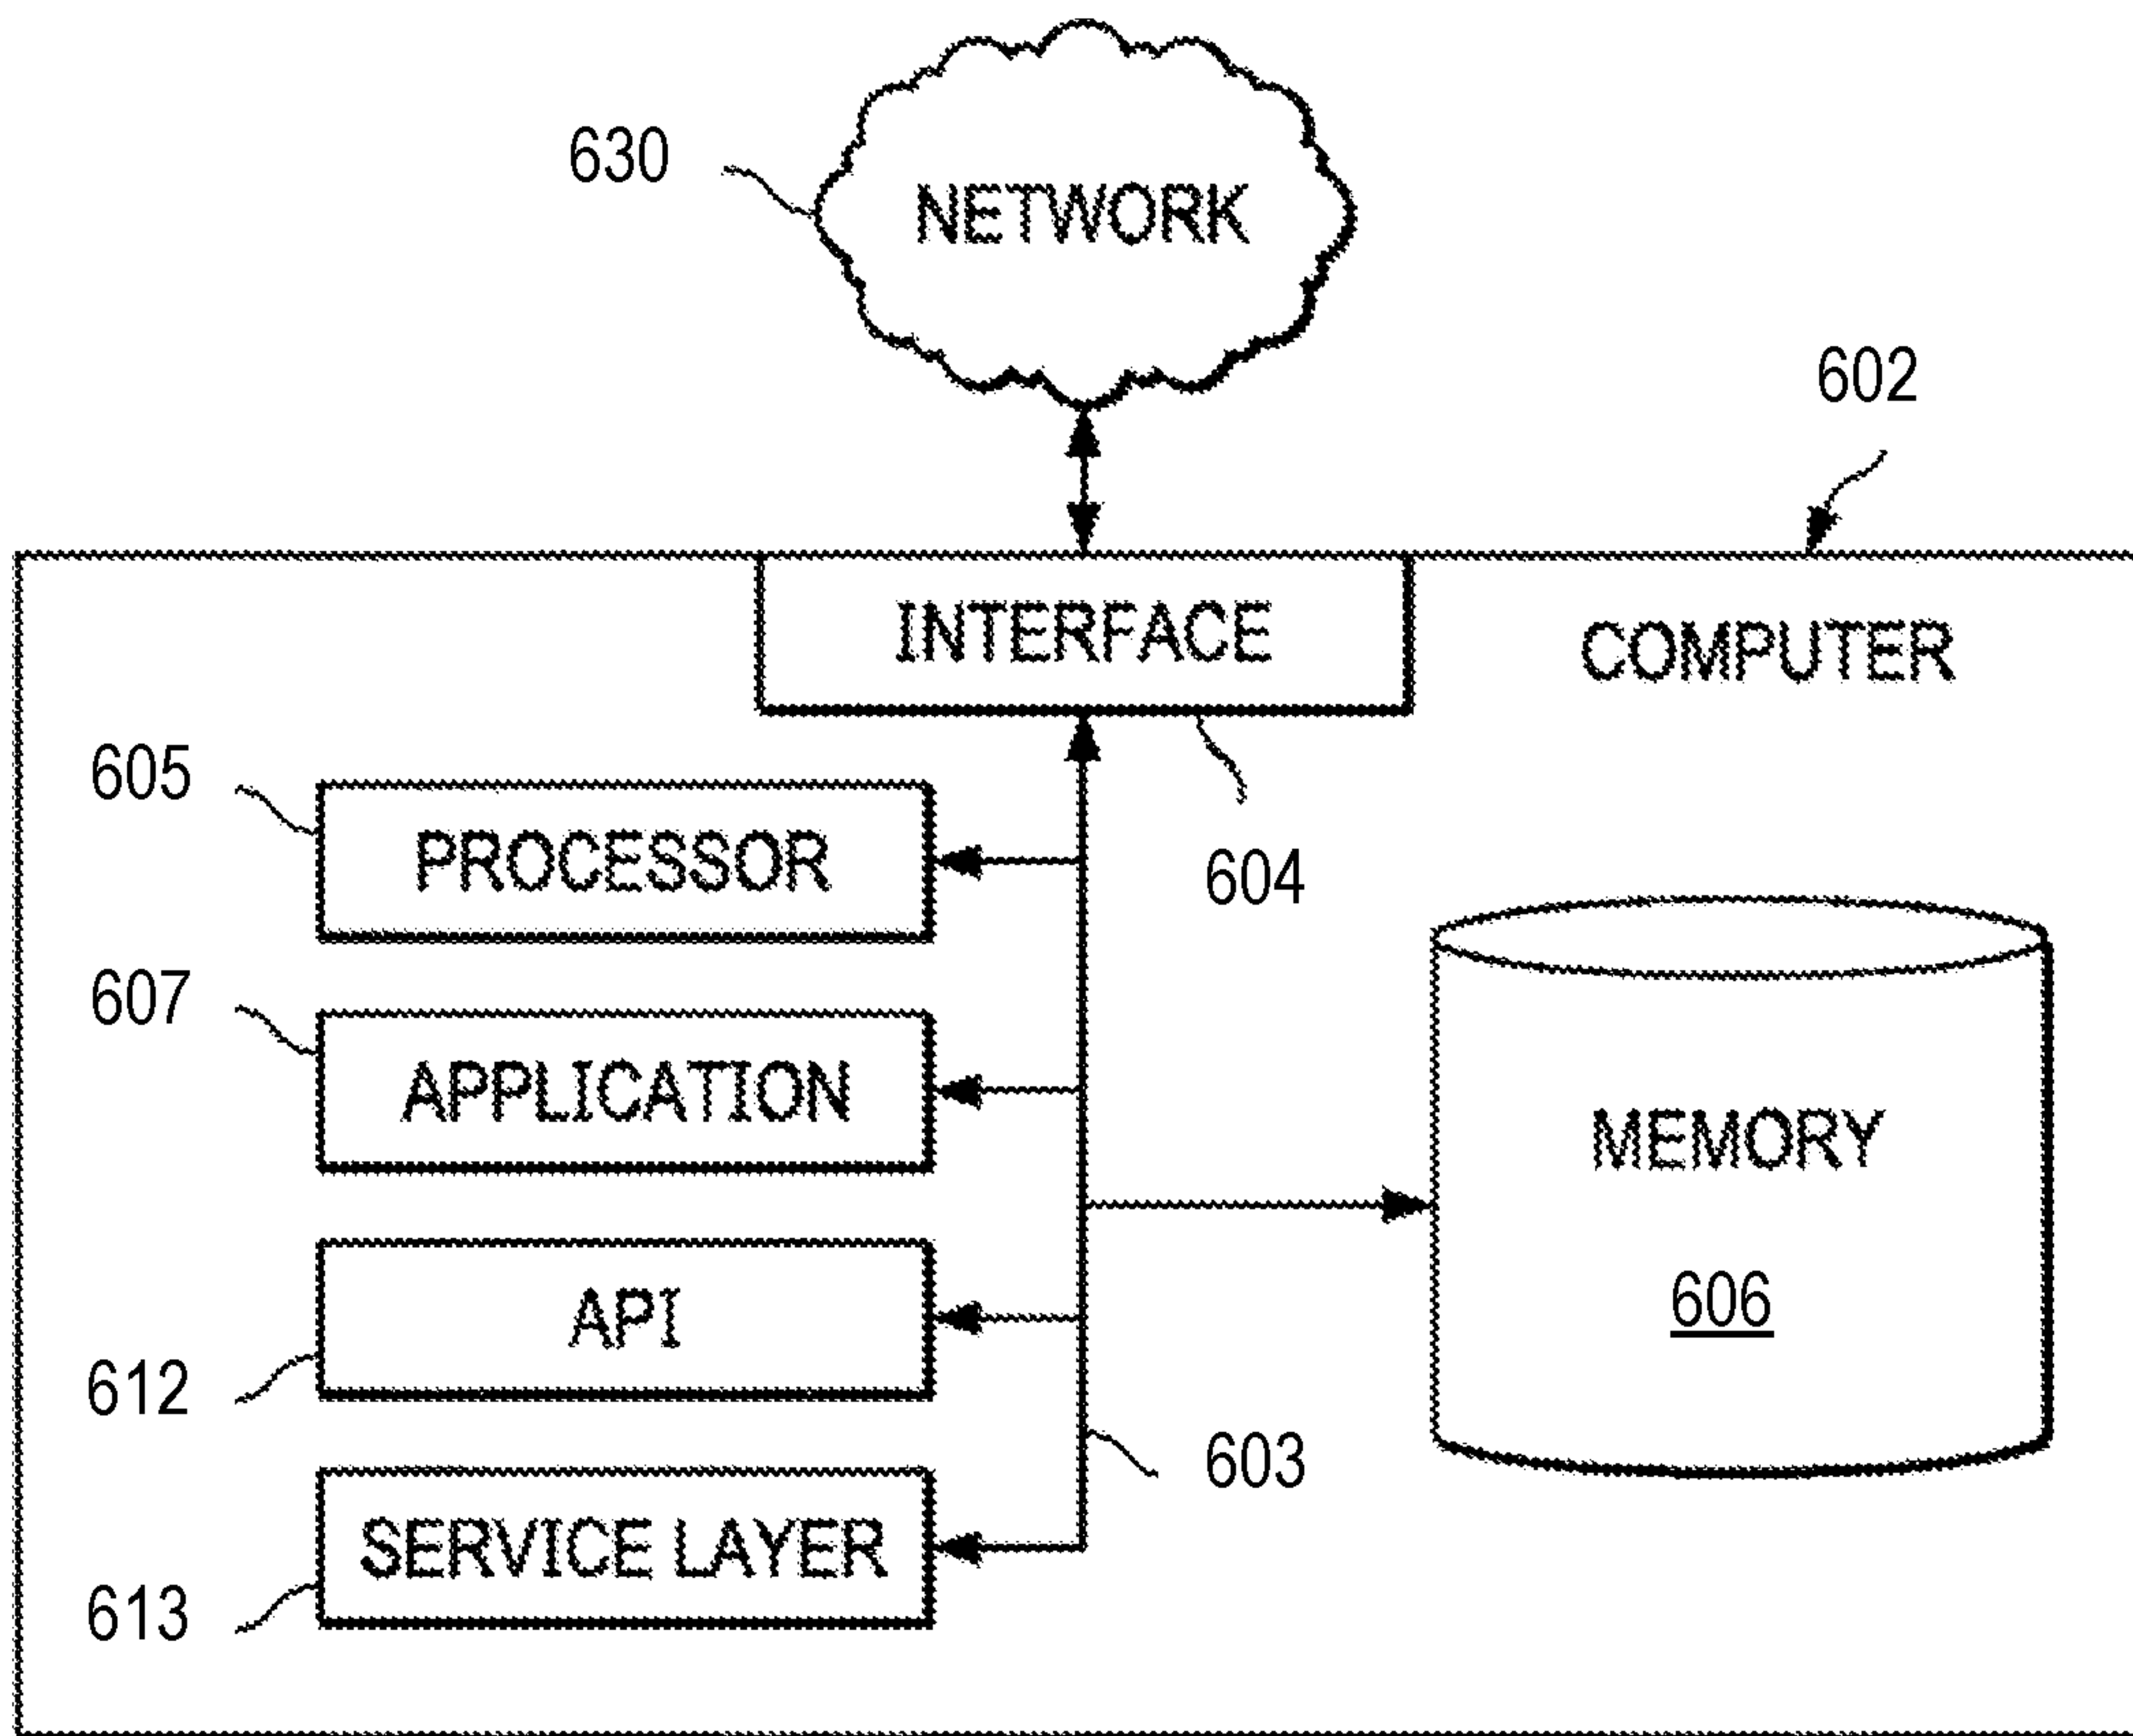 630
NETWORK
602
INTERFACE
COMPUTER
605
PROCESSOR
604
607
APPLICATION
MEMORY
606
API
612
603
SERVICE LAYER
613